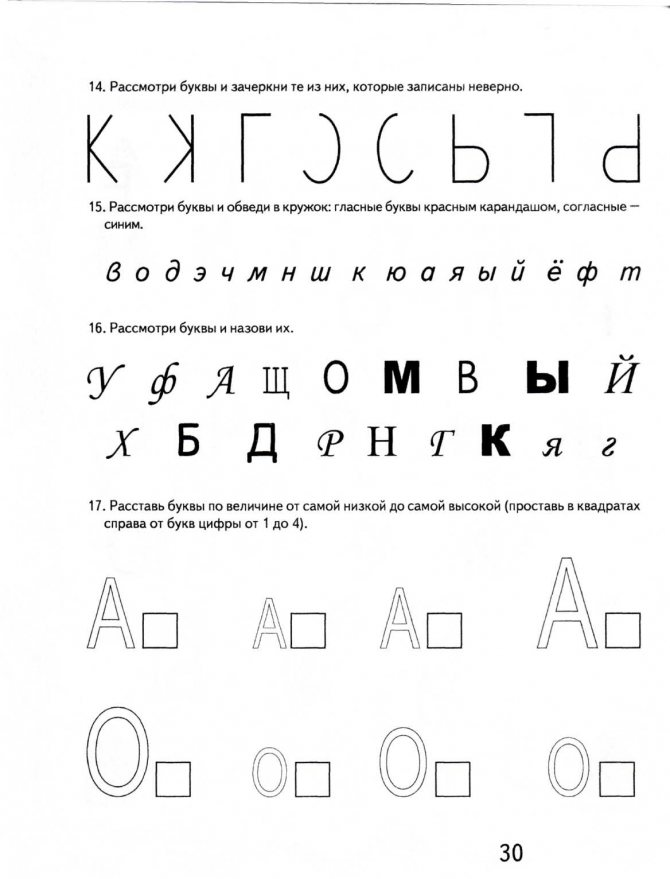 14. Рассмотри буквы и зачеркни те из них, которые записаны неверно.
К К Г С С Ь Г Ь
15. Рассмотри буквы и обведи в кружок: гласные буквы красным карандашом, согласные –
синим.
в о д э ч м н ш к ю а я ы й ё ф т
16. Рассмотри буквы и назови их.
У ф А Щ О М В Ы Й
Х Б Д Р Н Г К я г
17. Расставь буквы по величине от самой низкой до самой высокой (проставь в квадратах
справа от букв цифры от 1 до 4).
А А А А
О О О О
30